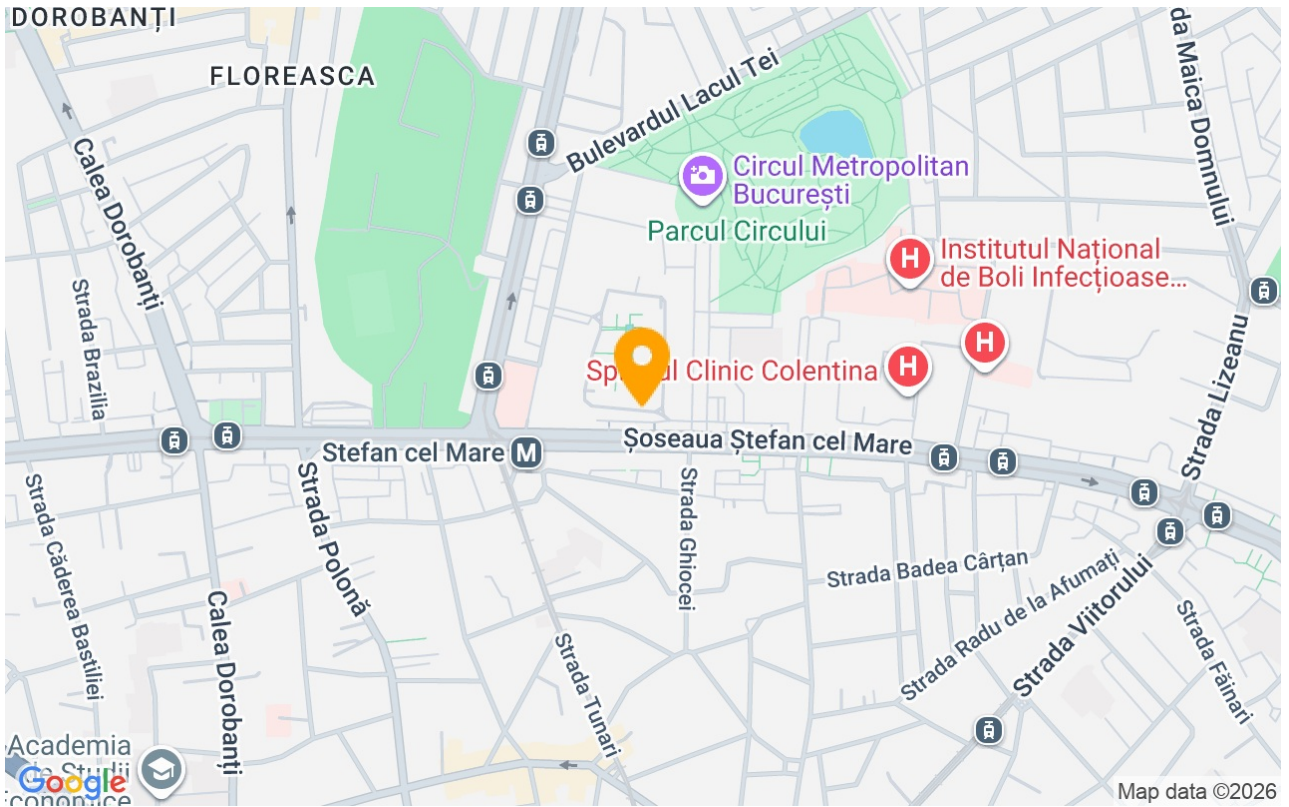 DOROBANȚI
FLOREASCA
Bulevardul Lacul Tei
da Maica Domnului
Calea Dorobanți
Circul Metropolitan
București
Parcul Circului
Institutul Național
de Boli Infecțioase...
H
H
H
Strada Brazilia
Clinic Colentina
Strada Lizeanu
Stefan cel Mare
M
Șoseaua Ștefan cel Mare
Strada Căderea Bastiliei
Strada Polonă
Strada Ghiocei
Strada Badea Cârțan
Strada Radu de la Afumați
Strada Viitorului
Strada Făinari
Calea Dorobanți
Strada Tunari
Academia
de Studii
Economice
Google
Map data ©2026